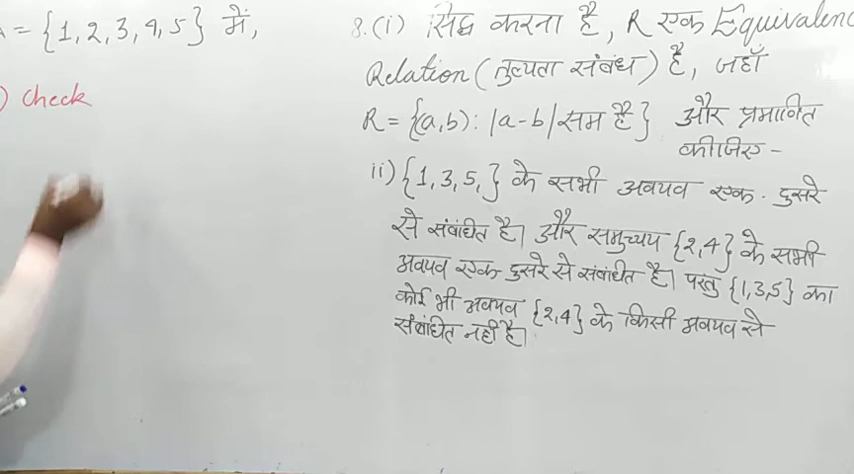 = {1, 2, 3, 4, 5} में,
) Check
8. (i) सिद्ध करना है, R एक Equivalenc
Relation (तुल्यता संबंध) है, जहाँ
R = {(a, b) : |a-b| सम है} और प्रमाणित
कीजिए -
ii) {1, 3, 5, } के सभी अवयव एक दुसरे
से संबंधित है। और समुच्चय {2, 4} के सभी
अवयव एक दुसरे से संबंधित है। परंतु {1, 3, 5} का
कोई भी अवयव {2, 4} के किसी अवयव से
संबंधित नहीं है।